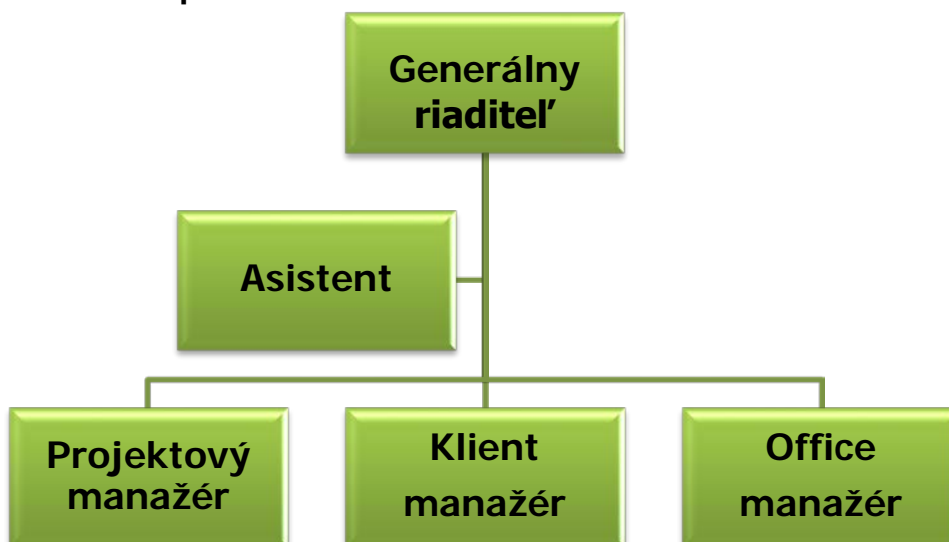 Generálny
riaditeľ
Asistent
Projektový
manažér
Klient
manažér
Office
manažér